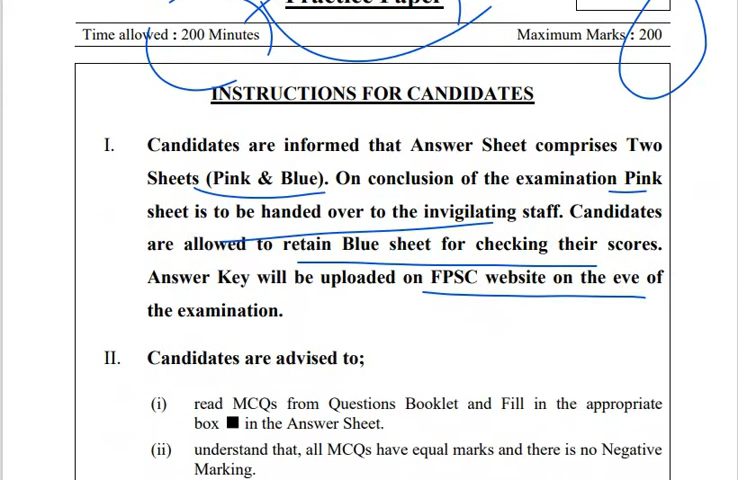 Practice Paper
Time allowed : 200 Minutes Maximum Marks : 200
INSTRUCTIONS FOR CANDIDATES
I. Candidates are informed that Answer Sheet comprises Two
Sheets (Pink & Blue). On conclusion of the examination Pink
sheet is to be handed over to the invigilating staff. Candidates
are allowed to retain Blue sheet for checking their scores.
Answer Key will be uploaded on FPSC website on the eve of
the examination.
II. Candidates are advised to;
(i) read MCQs from Questions Booklet and Fill in the appropriate
box ■ in the Answer Sheet.
(ii) understand that, all MCQs have equal marks and there is no Negative
Marking.